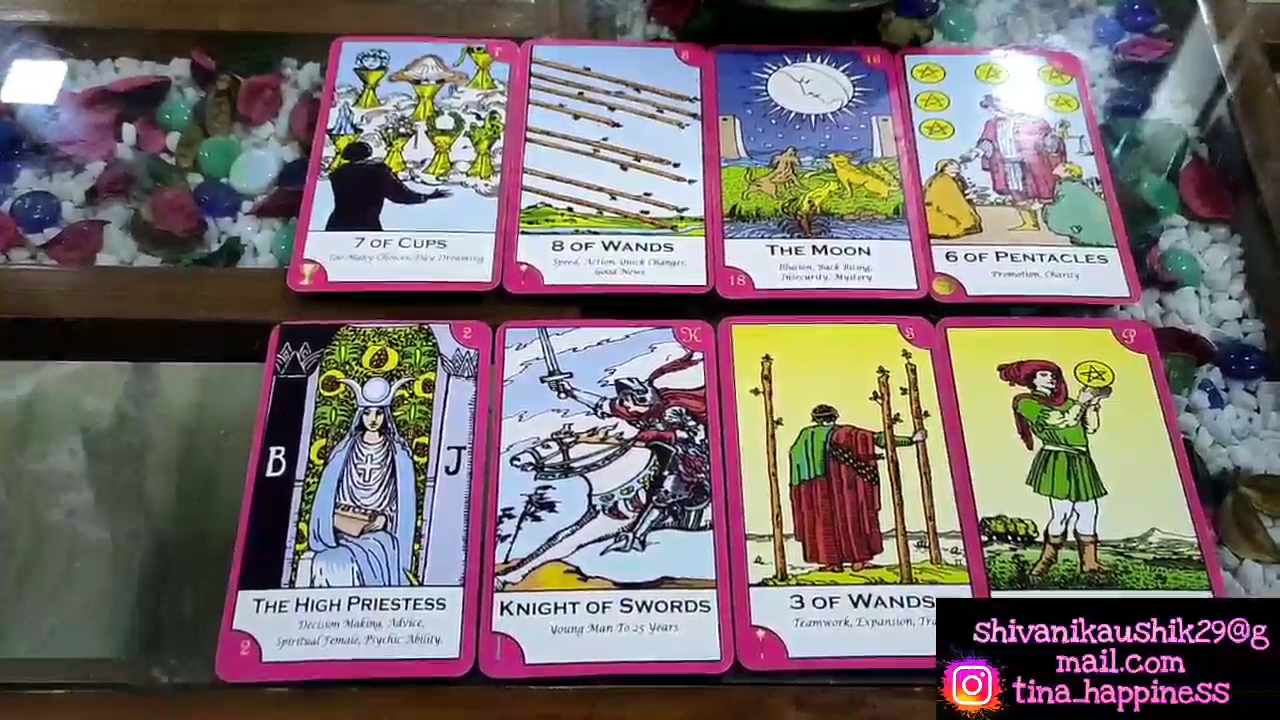 7
8
18
7 OF CUPS
Too Many Choices, Day Dreaming
8 OF WANDS
Speed, Action, Quick Changes,
Good News
THE MOON
Illusion, Back Biting,
Insecurity, Mystery
18
6 OF PENTACLES
Promotion, Charity
2
K
3
P
B
J
THE HIGH PRIESTESS
Decision Making, Advice,
Spiritual Female, Psychic Ability.
2
KNIGHT OF SWORDS
Young Man To 25 Years
3 OF WANDS
Teamwork, Expansion,
shivanikaushik29@g
mail.com
tina_happiness